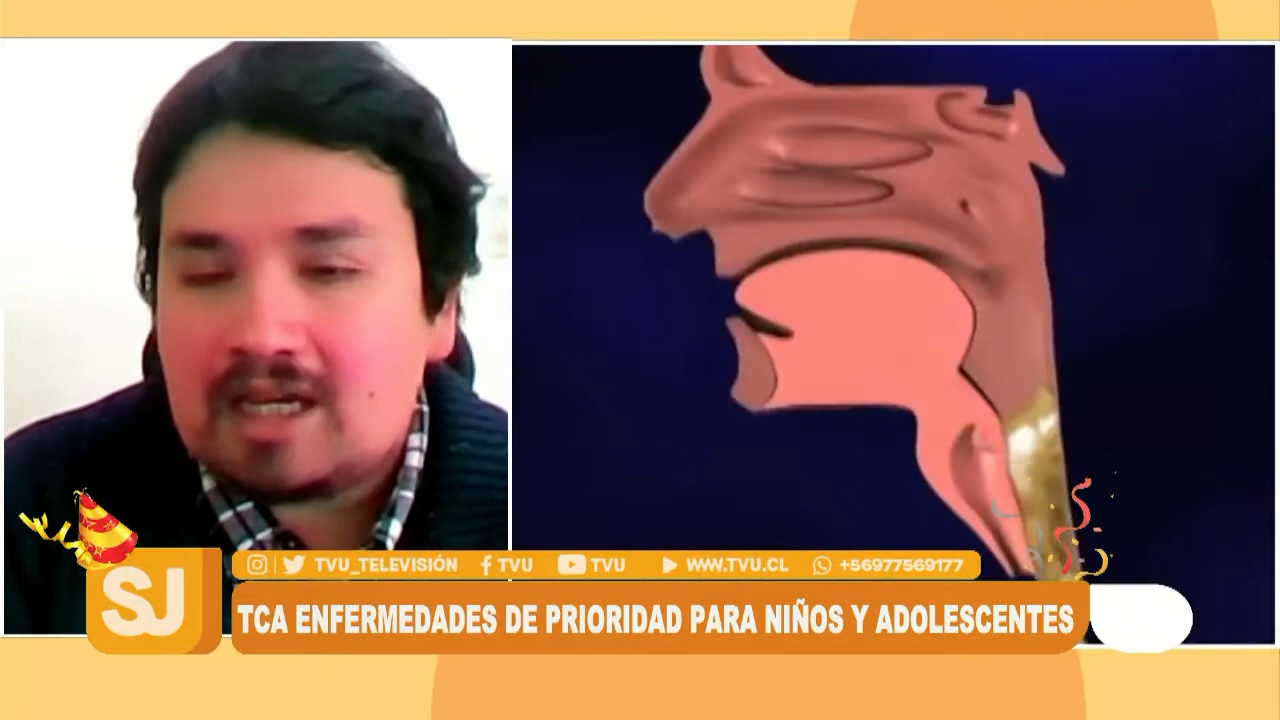 TVU_TELEVISIÓN TVU TVU WWW.TVU.CL +56977569177
SJ
TCA ENFERMEDADES DE PRIORIDAD PARA NIÑOS Y ADOLESCENTES